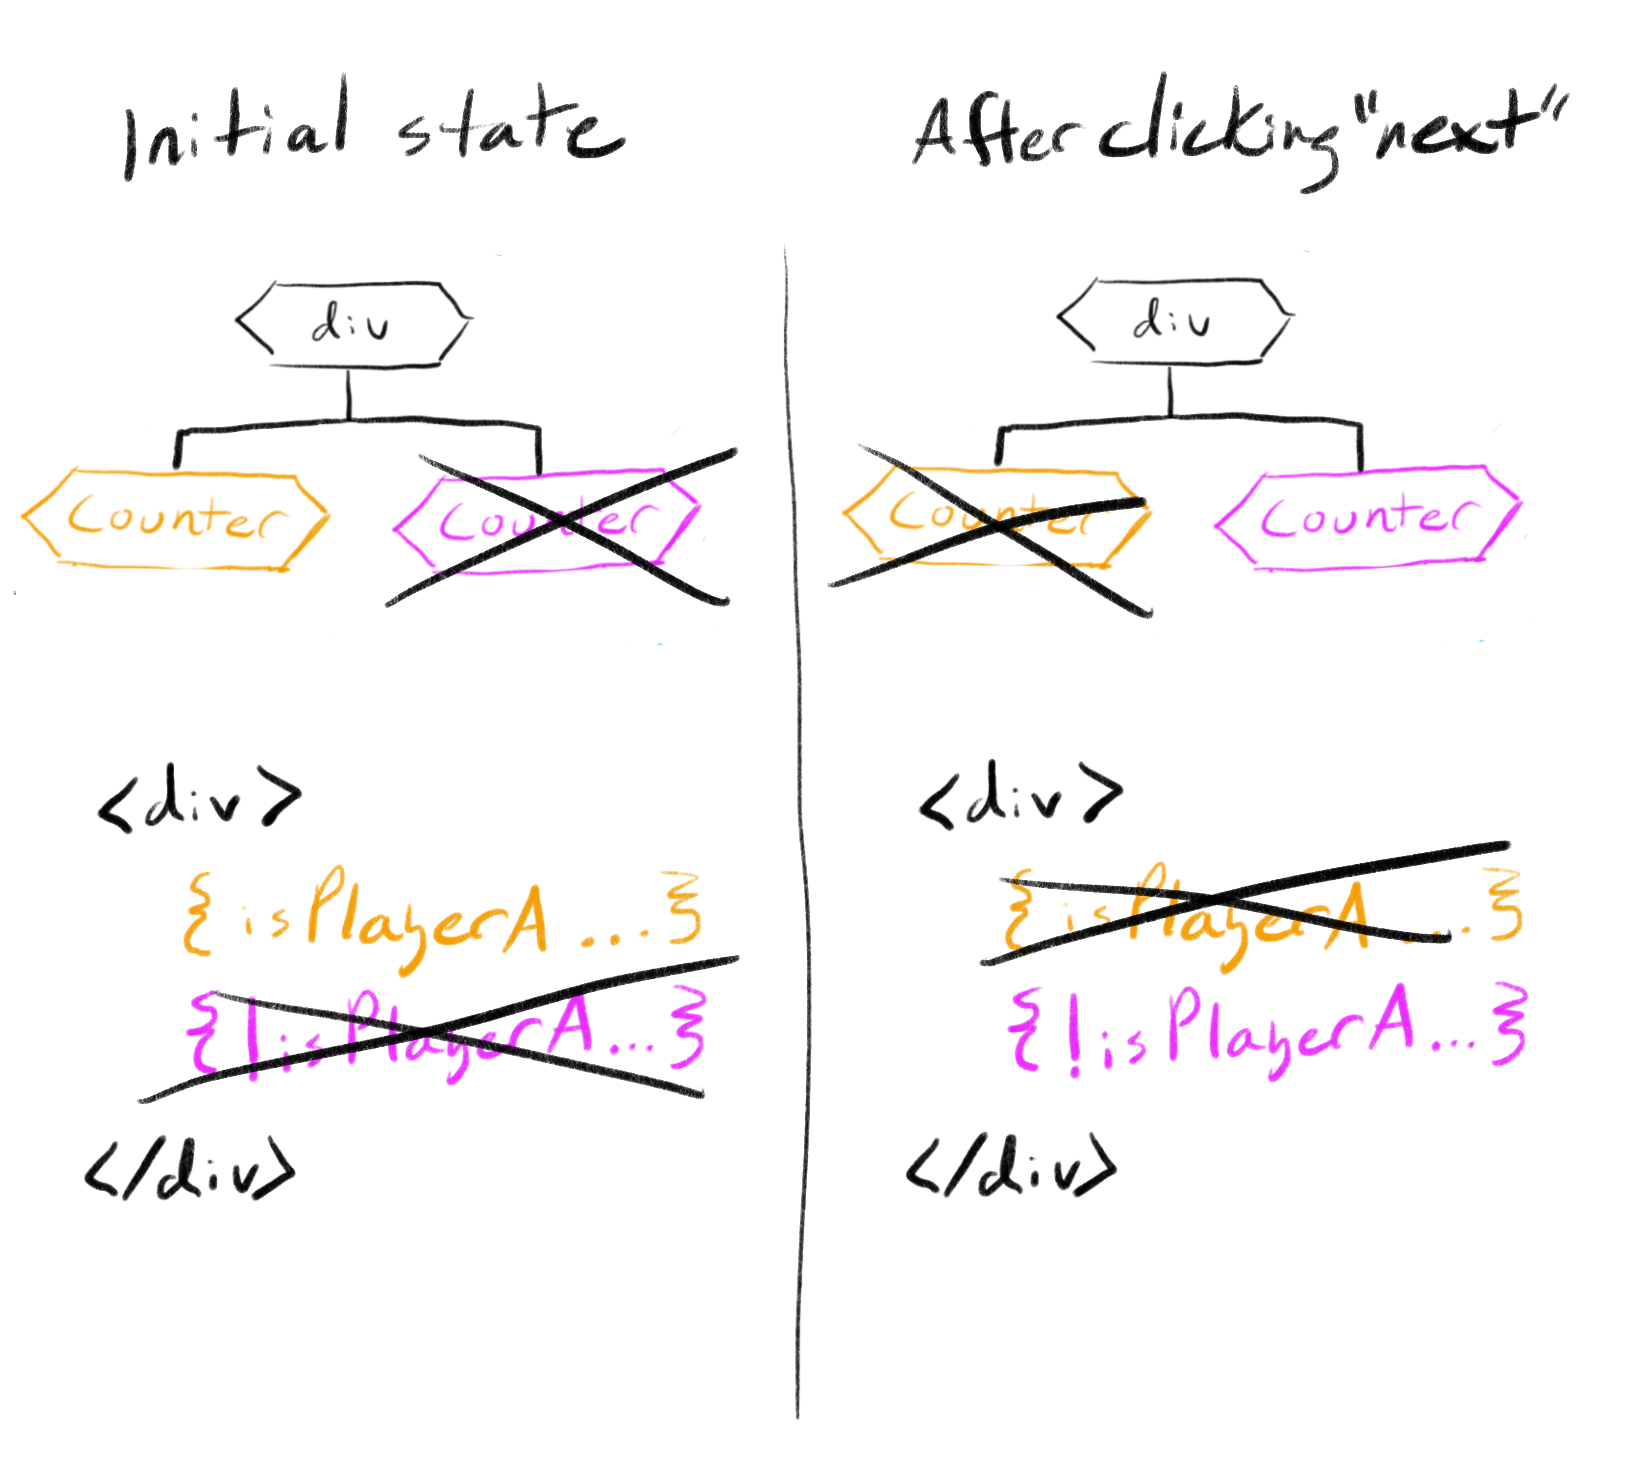 Initial state
div
Counter
Counter
<div>
{ isPlayerA ... }
{ !isPlayerA ... }
</div>
After clicking "next"
div
Counter
Counter
<div>
{ isPlayerA ... }
{ !isPlayerA ... }
</div>